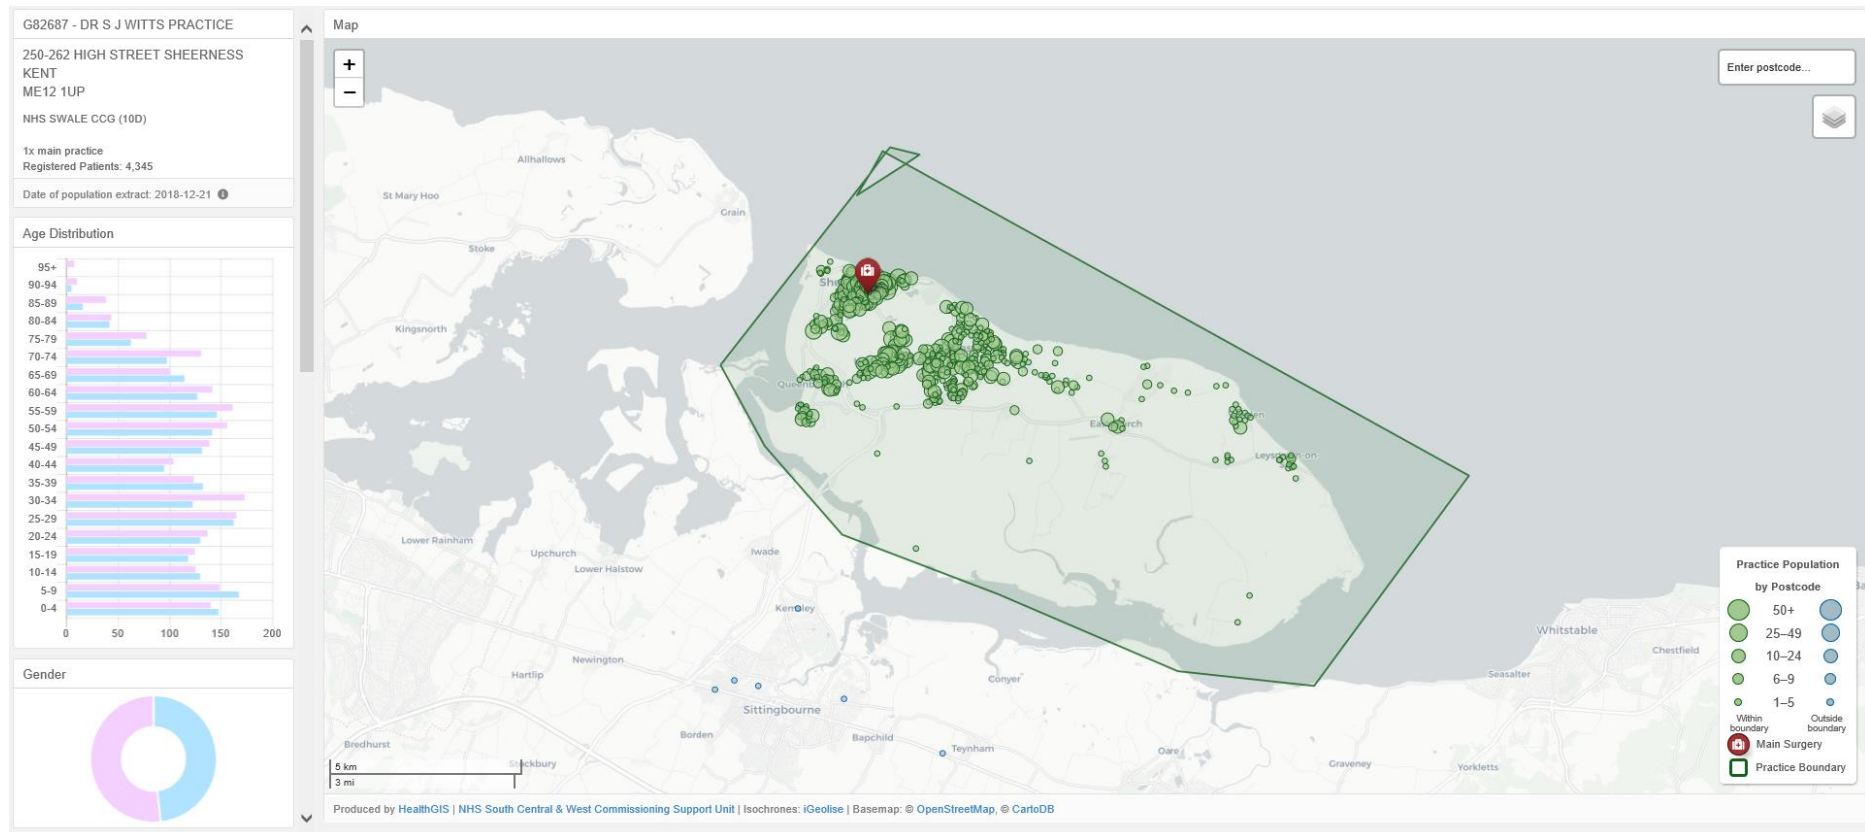 G82687 - DR S J WITTS PRACTICE
250-262 HIGH STREET SHEERNESS
KENT
ME12 1UP
NHS SWALE CCG (10D)
1x main practice
Registered Patients: 4,345
Date of population extract: 2018-12-21
Age Distribution
95+
90-94
85-89
80-84
75-79
70-74
65-69
60-64
55-59
50-54
45-49
40-44
35-39
30-34
25-29
20-24
15-19
10-14
5-9
0-4
0 50 100 150 200
Gender
Map
+
−
Enter postcode...
Allhallows
St Mary Hoo
Grain
Stoke
Kingsnorth
Lower Rainham
Upchurch
Lower Halstow
Iwade
Kemsley
Newington
Hartlip
Sittingbourne
Conyer
Borden
Bapchild
Teynham
Bredhurst
Oare
Graveney
Yorkletts
Seasalter
Whitstable
Chestfield
5 km
3 mi
Practice Population
by Postcode
50+
25–49
10–24
6–9
1–5
Within boundary
Outside boundary
Main Surgery
Practice Boundary
Produced by HealthGIS | NHS South Central & West Commissioning Support Unit | Isochrones: iGeolise | Basemap: © OpenStreetMap, © CartoDB